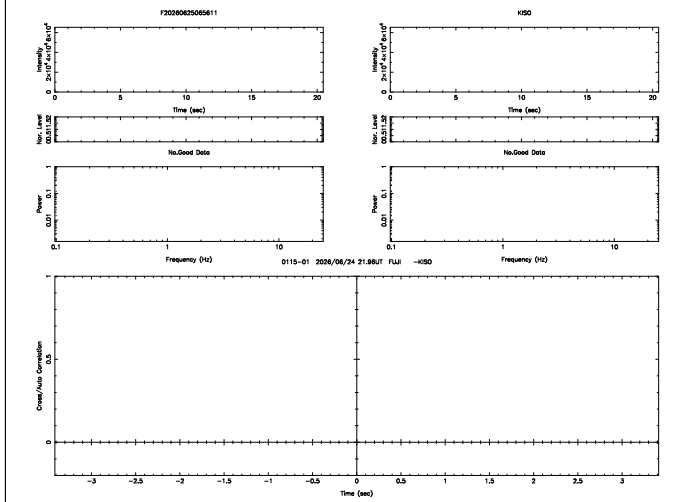 F20260625065611
KISO
Intensity
2×10⁴ 4×10⁴ 6×10⁴
0 5 10 15 20
Time (sec)
Intensity
2×10⁴ 4×10⁴ 6×10⁴
0 5 10 15 20
Time (sec)
Nor. Level
00.511.52
Nor. Level
00.511.52
No.Good Data
No.Good Data
Power
0.01 0.1 1
0.1 1 10
Frequency (Hz)
Power
0.01 0.1 1
0.1 1 10
Frequency (Hz)
0115-01 2026/06/24 21.96UT FUJI -KISO
Cross/Auto Correlation
0 0.5 1
-3 -2.5 -2 -1.5 -1 -0.5 0 0.5 1 1.5 2 2.5 3
Time (sec)